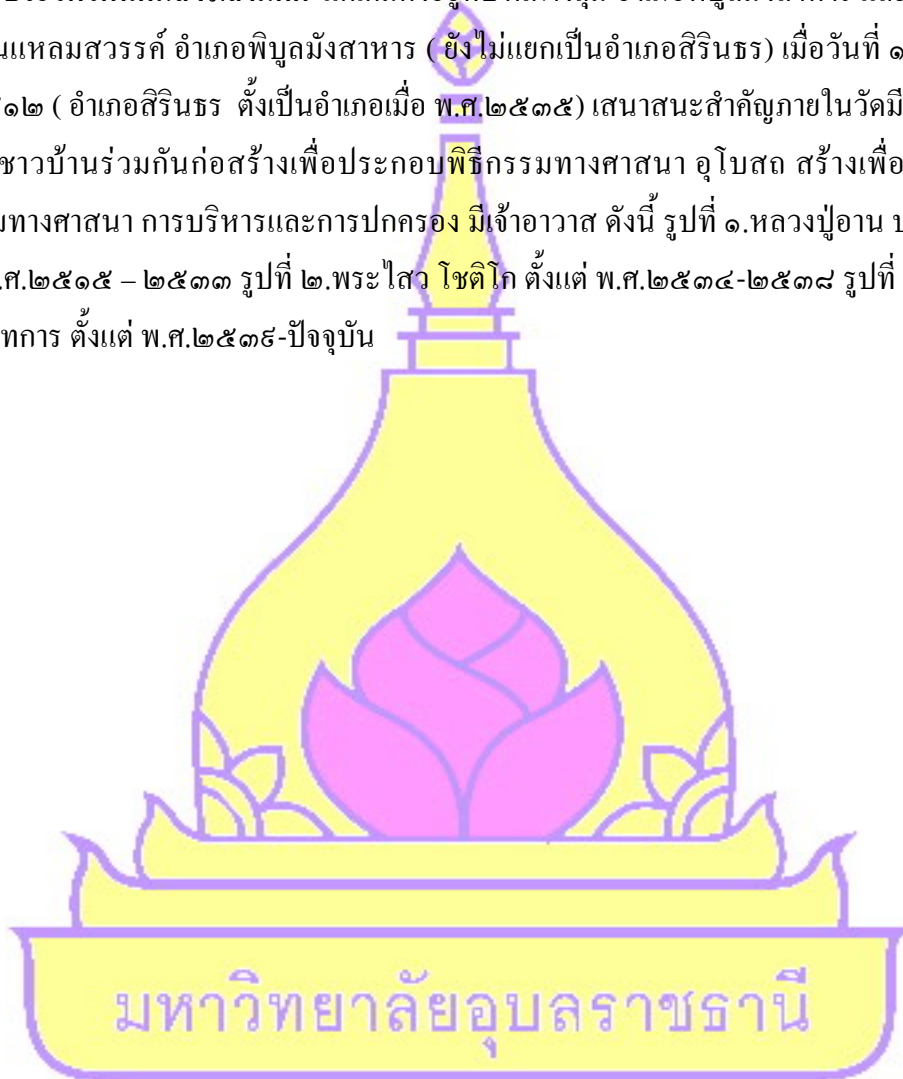 นแหลมสวรรค์ อำเภอพิบูลมังสาหาร ( ยังไม่แยกเป็นอำเภอสิรินธร) เมื่อวันที่ ๑
๑๒ ( อำเภอสิรินธร ตั้งเป็นอำเภอเมื่อ พ.ศ.๒๕๓๕) เสนาสนะสำคัญภายในวัดมี
ชาวบ้านร่วมกันก่อสร้างเพื่อประกอบพิธีกรรมทางศาสนา อุโบสถ สร้างเพื่อ
มทางศาสนา การบริหารและการปกครอง มีเจ้าอาวาส ดังนี้ รูปที่ ๑.หลวงปู่อาน
.ศ.๒๕๑๕ – ๒๕๓๓ รูปที่ ๒.พระไสว โชติโก ตั้งแต่ พ.ศ.๒๕๓๔-๒๕๓๘ รูปที่
ทการ ตั้งแต่ พ.ศ.๒๕๓๙-ปัจจุบัน
มหาวิทยาลัยอุบลราชธานี